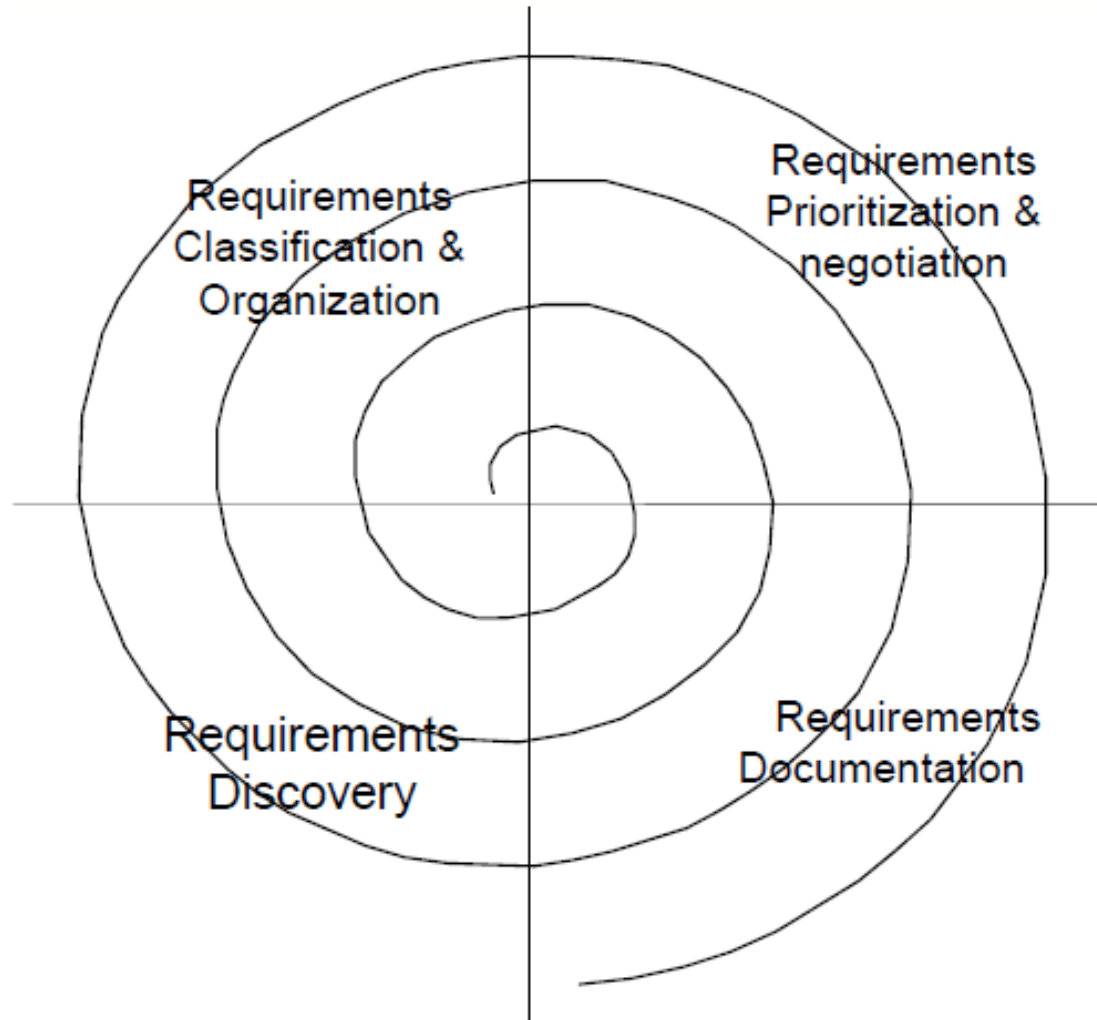 Requirements
Classification &
Organization
Requirements
Prioritization &
negotiation
Requirements
Discovery
Requirements
Documentation